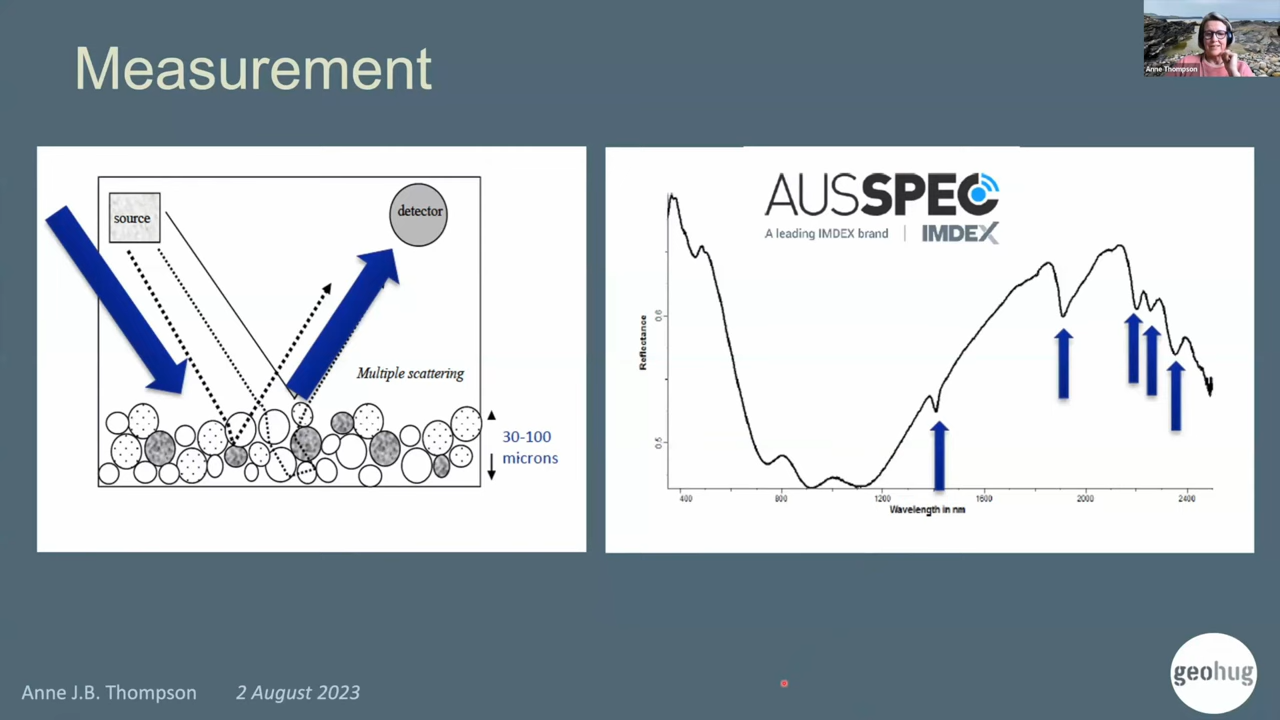 Measurement
Anne Thompson
source
detector
Multiple scattering
30-100
microns
AUSSPEC
A leading IMDEX brand | IMDEX
Reflectance
0.6
0.5
400 800 1200 1600 2000 2400
Wavelength in nm
Anne J.B. Thompson 2 August 2023
geohug